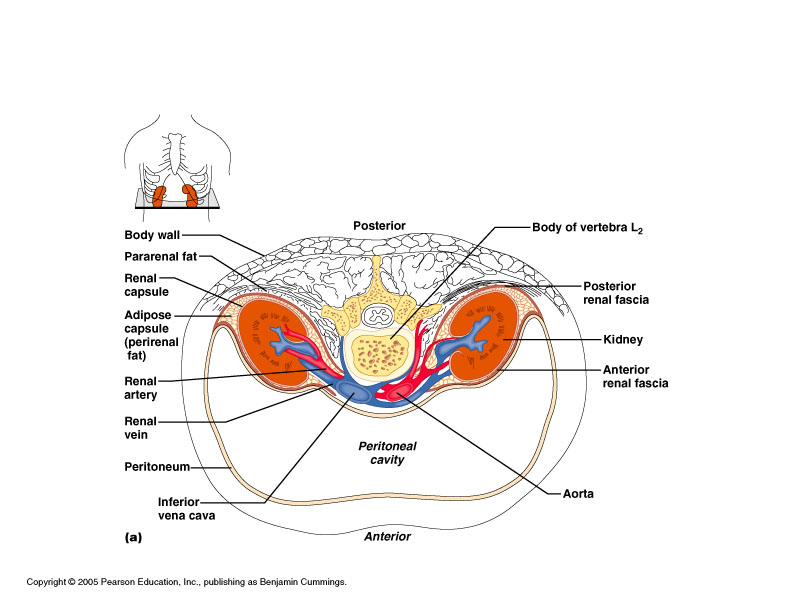 Posterior
Body wall
Pararenal fat
Renal
capsule
Adipose
capsule
(perirenal
fat)
Renal
artery
Renal
vein
Peritoneum
Inferior
vena cava
Body of vertebra L₂
Posterior
renal fascia
Kidney
Anterior
renal fascia
Aorta
Peritoneal
cavity
(a)
Anterior
Copyright © 2005 Pearson Education, Inc., publishing as Benjamin Cummings.